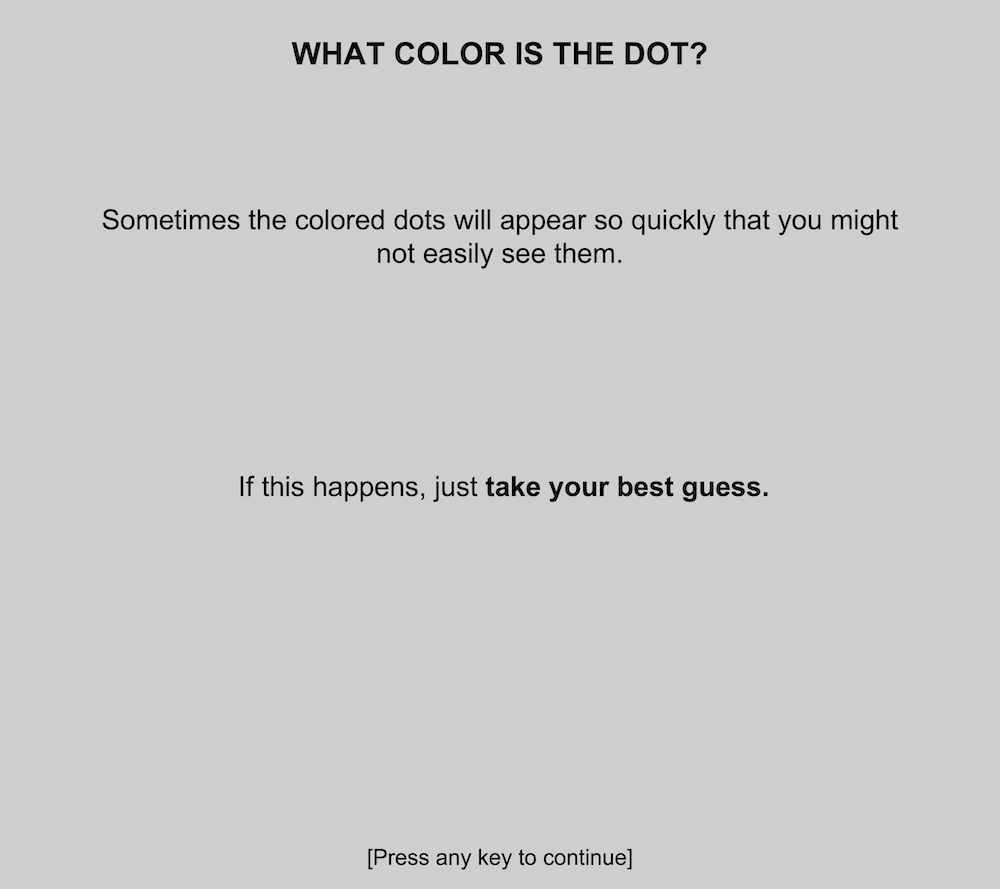 WHAT COLOR IS THE DOT?
Sometimes the colored dots will appear so quickly that you might
not easily see them.
If this happens, just take your best guess.
[Press any key to continue]